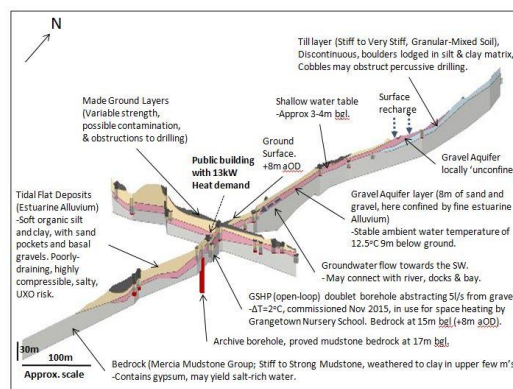 N
Till layer (Stiff to Very Stiff, Granular-Mixed Soil),
Discontinuous, boulders lodged in silt & clay matrix,
Cobbles may obstruct percussive drilling.
Made Ground Layers
(Variable strength,
possible contamination,
& obstructions to drilling)
Shallow water table
-Approx 3-4m bgl.
Surface
recharge
Ground
Surface.
+8m aOD
Public building
with 13kW
Heat demand
Gravel Aquifer
locally ‘unconfine
Tidal Flat Deposits
(Estuarine Alluvium)
-Soft organic silt
and clay, with sand
pockets and basal
gravels. Poorly-
draining, highly
compressible, salty,
UXO risk.
Gravel Aquifer layer (8m of sand and
gravel, here confined by fine estuarine
Alluvium)
-Stable ambient water temperature of
12.5°C 9m below ground.
Groundwater flow towards the SW.
- May connect with river, docks & bay.
GSHP (open-loop) doublet borehole abstracting 5l/s from grave
-ΔT=2°C, commissioned Nov 2015, in use for space heating by
Grangetown Nursery School. Bedrock at 15m bgl (+8m aOD).
Archive borehole, proved mudstone bedrock at 17m bgl.
30m
100m
Approx. scale
Bedrock (Mercia Mudstone Group; Stiff to Strong Mudstone, weathered to clay in upper few m’s
-Contains gypsum, may yield salt-rich water.